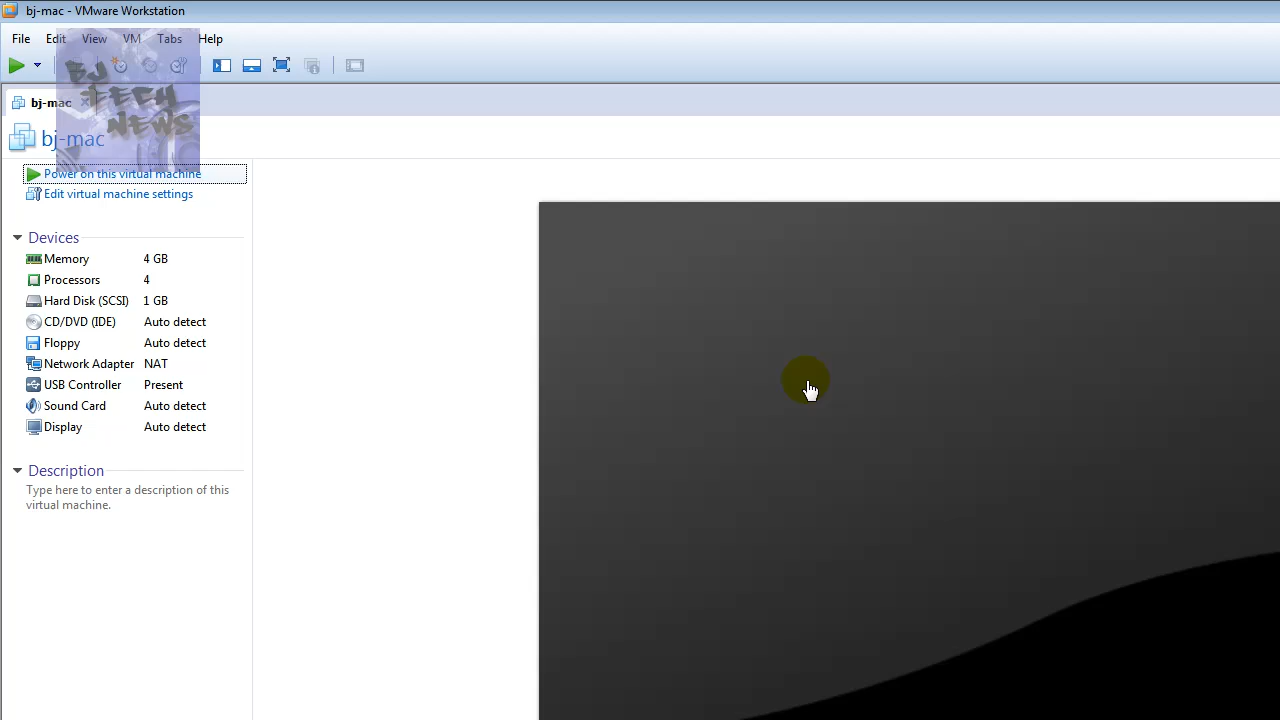 bj-mac - VMware Workstation
File Edit View VM Tabs Help
bj-mac
BJ
TECH
NEWS
bj-mac
Power on this virtual machine
Edit virtual machine settings
Devices
Memory 4 GB
Processors 4
Hard Disk (SCSI) 1 GB
CD/DVD (IDE) Auto detect
Floppy Auto detect
Network Adapter NAT
USB Controller Present
Sound Card Auto detect
Display Auto detect
Description
Type here to enter a description of this
virtual machine.